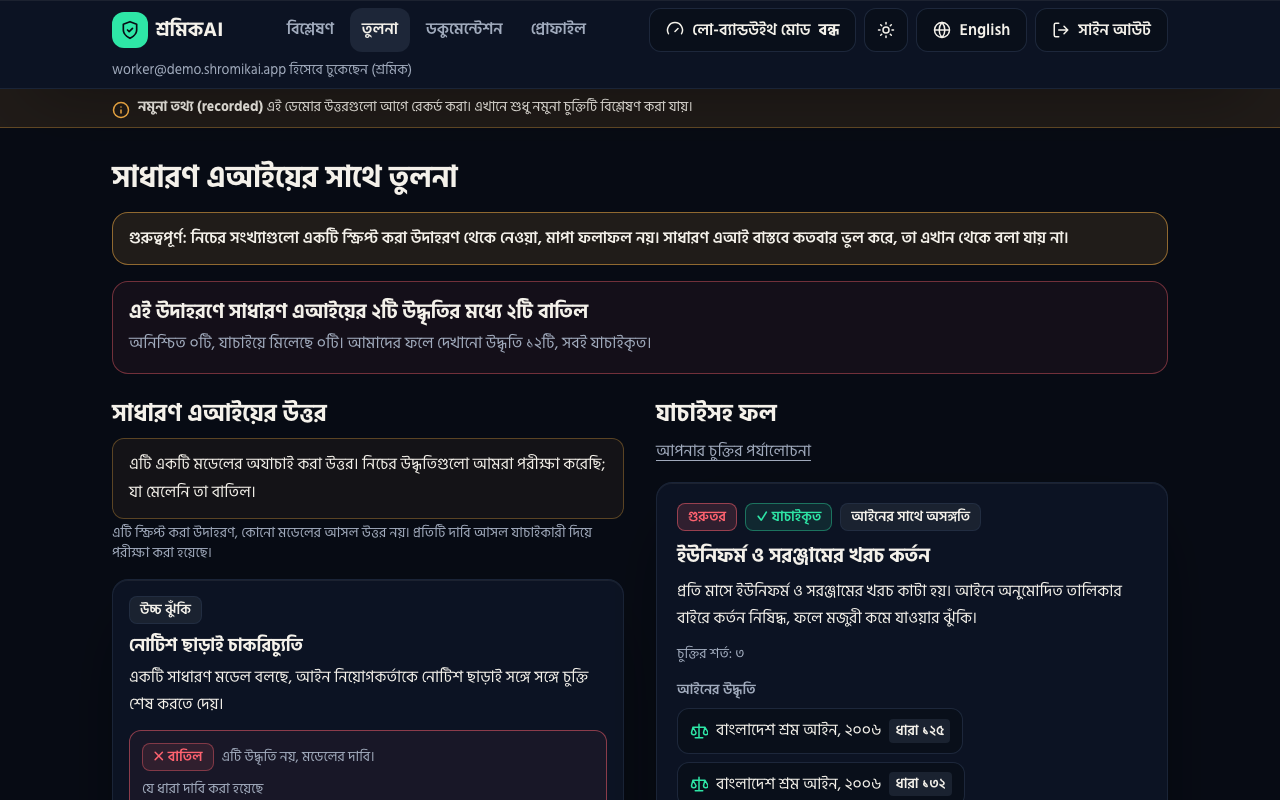 শ্রমিকAI
বিশ্লেষণ
তুলনা
ডকুমেন্টেশন
প্রোফাইল
লো-ব্যান্ডউইথ মোড বন্ধ
English
সাইন আউট
worker@demo.shromikai.app হিসেবে ঢুকেছেন (শ্রমিক)
নমুনা তথ্য (recorded) এই ডেমোর উত্তরগুলো আগে রেকর্ড করা। এখানে শুধু নমুনা চুক্তিটি বিশ্লেষণ করা যায়।
সাধারণ এআইয়ের সাথে তুলনা
গুরুত্বপূর্ণ: নিচের সংখ্যাগুলো একটি স্ক্রিপ্ট করা উদাহরণ থেকে নেওয়া, মাপা ফলাফল নয়। সাধারণ এআই বাস্তবে কতবার ভুল করে, তা এখান থেকে বলা যায় না।
এই উদাহরণে সাধারণ এআইয়ের ২টি উদ্ধৃতির মধ্যে ২টি বাতিল
অনিশ্চিত ০টি, যাচাইয়ে মিলেছে ০টি। আমাদের ফলে দেখানো উদ্ধৃতি ১২টি, সবই যাচাইকৃত।
সাধারণ এআইয়ের উত্তর
এটি একটি মডেলের অযাচাই করা উত্তর। নিচের উদ্ধৃতিগুলো আমরা পরীক্ষা করেছি;
যা মেলেনি তা বাতিল।
এটি স্ক্রিপ্ট করা উদাহরণ, কোনো মডেলের আসল উত্তর নয়। প্রতিটি দাবি আসল যাচাইকারী দিয়ে
পরীক্ষা করা হয়েছে।
উচ্চ ঝুঁকি
নোটিশ ছাড়াই চাকরিচ্যুতি
একটি সাধারণ মডেল বলছে, আইন নিয়োগকর্তাকে নোটিশ ছাড়াই সঙ্গে সঙ্গে চুক্তি
শেষ করতে দেয়।
✕ বাতিল এটি উদ্ধৃতি নয়, মডেলের দাবি।
যে ধারা দাবি করা হয়েছে
যাচাইসহ ফল
আপনার চুক্তির পর্যালোচনা
গুরুতর
✓ যাচাইকৃত
আইনের সাথে অসঙ্গতি
ইউনিফর্ম ও সরঞ্জামের খরচ কর্তন
প্রতি মাসে ইউনিফর্ম ও সরঞ্জামের খরচ কাটা হয়। আইনে অনুমোদিত তালিকার
বাইরে কর্তন নিষিদ্ধ, ফলে মজুরী কমে যাওয়ার ঝুঁকি।
চুক্তির শর্ত: ৩
আইনের উদ্ধৃতি
বাংলাদেশ শ্রম আইন, ২০০৬ ধারা ১২৫
বাংলাদেশ শ্রম আইন, ২০০৬ ধারা ১৩২